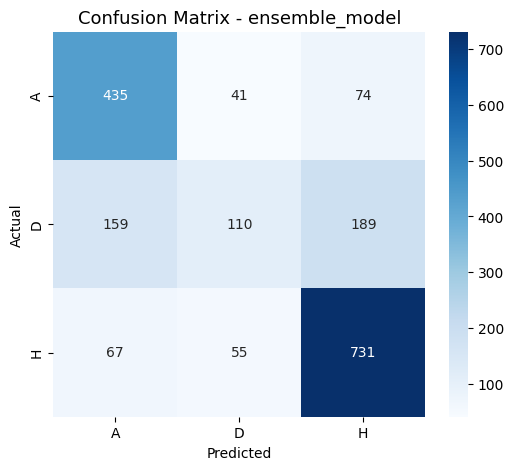 Confusion Matrix - ensemble_model
A 435 41 74
D 159 110 189
H 67 55 731
A D H
Predicted
Actual
700
600
500
400
300
200
100